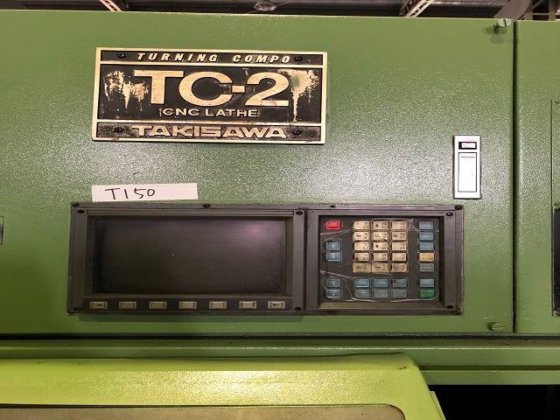 TURNING COMPO
TC-2
CNC LATHE
TAKISAWA
T150